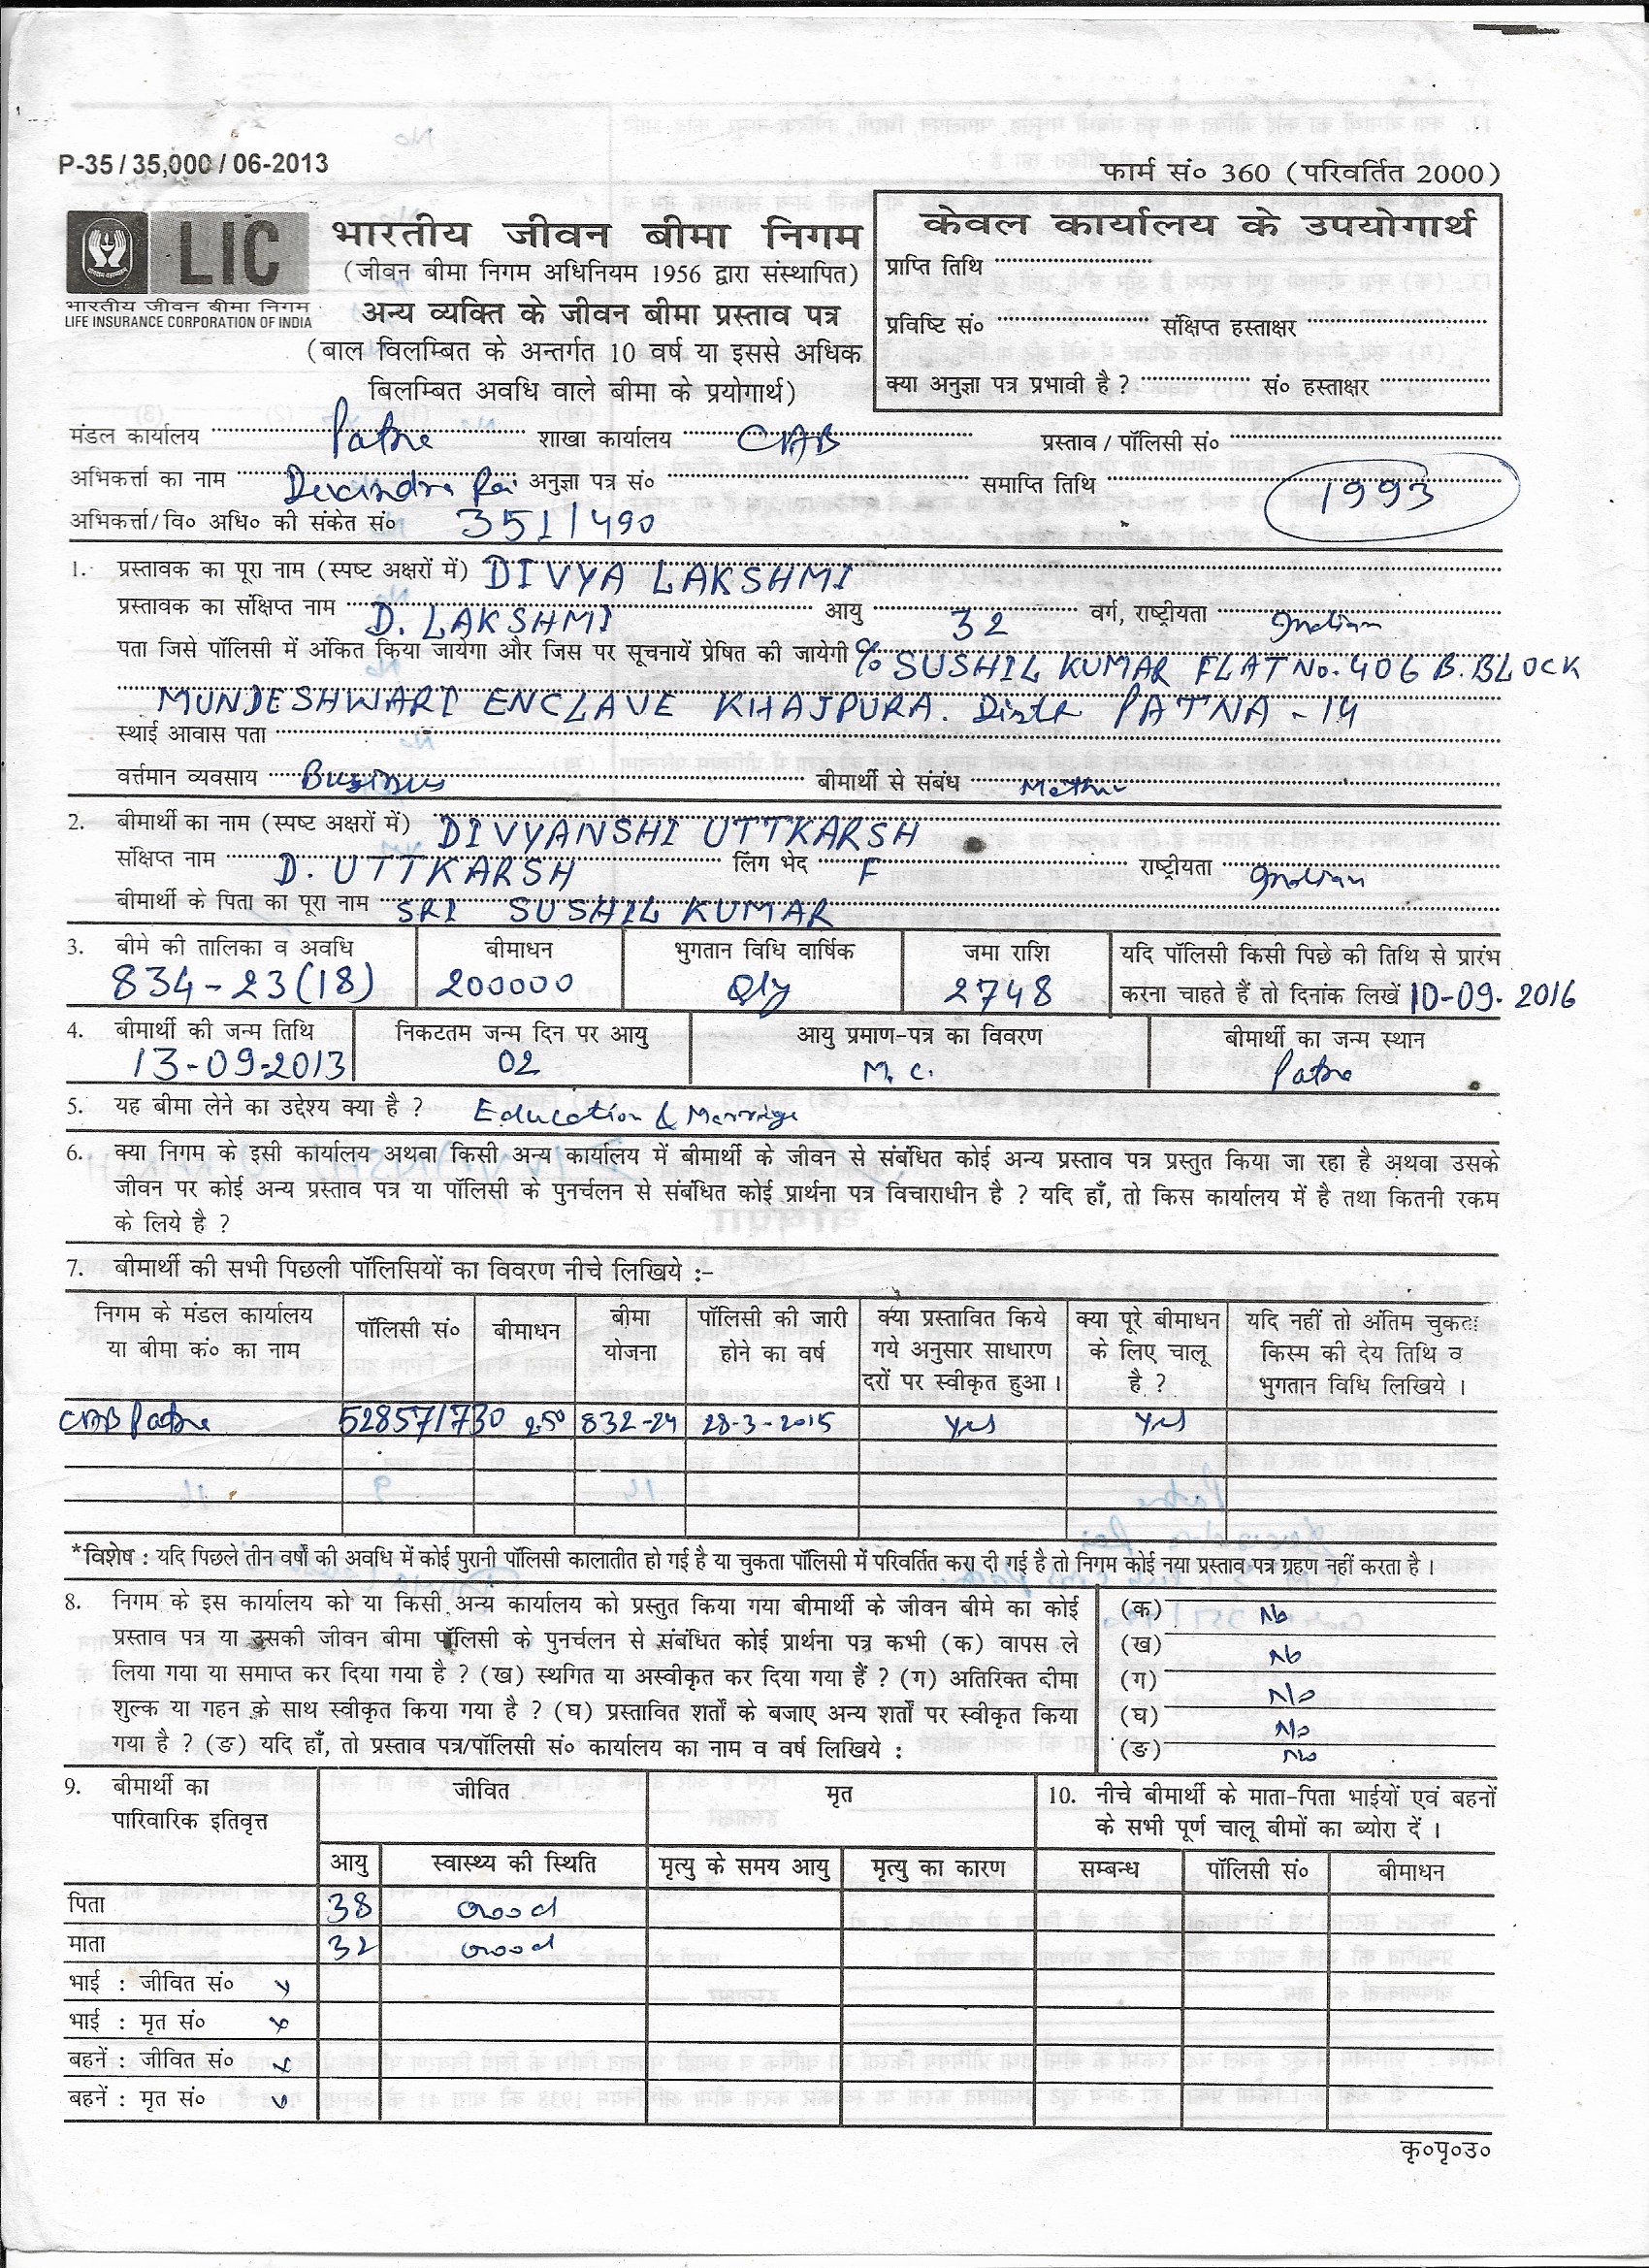 P-35 / 35,000 / 06-2013
फार्म सं० 360 (परिवर्तित 2000)
LIC
भारतीय जीवन बीमा निगम
LIFE INSURANCE CORPORATION OF INDIA
भारतीय जीवन बीमा निगम
(जीवन बीमा निगम अधिनियम 1956 द्वारा संस्थापित)
अन्य व्यक्ति के जीवन बीमा प्रस्ताव पत्र
(बाल विलम्बित के अन्तर्गत 10 वर्ष या इससे अधिक
बिलम्बित अवधि वाले बीमा के प्रयोगार्थ)
केवल कार्यालय के उपयोगार्थ
प्राप्ति तिथि
प्रविष्टि सं० संक्षिप्त हस्ताक्षर
क्या अनुज्ञा पत्र प्रभावी है ? सं० हस्ताक्षर
मंडल कार्यालय Patna शाखा कार्यालय CAB प्रस्ताव / पॉलिसी सं०
अभिकर्त्ता का नाम Devendra Rai अनुज्ञा पत्र सं० समाप्ति तिथि 1993
अभिकर्त्ता/वि० अधि० की संकेत सं० 3511490
1. प्रस्तावक का पूरा नाम (स्पष्ट अक्षरों में) DIVYA LAKSHMI
प्रस्तावक का संक्षिप्त नाम D. LAKSHMI आयु 32 वर्ग, राष्ट्रीयता Indian
पता जिसे पॉलिसी में अंकित किया जायेगा और जिस पर सूचनायें प्रेषित की जायेगी % SUSHIL KUMAR FLAT No. 406 B. BLOCK
MUNDESHWARI ENCLAVE KHAJPURA. Distt PATNA - 14
स्थाई आवास पता
वर्त्तमान व्यवसाय Business बीमार्थी से संबंध Mother
2. बीमार्थी का नाम (स्पष्ट अक्षरों में) DIVYANSHI UTTKARSH
संक्षिप्त नाम D. UTTKARSH लिंग भेद F राष्ट्रीयता Indian
बीमार्थी के पिता का पूरा नाम SRI SUSHIL KUMAR
3. बीमे की तालिका व अवधि बीमाधन भुगतान विधि वार्षिक जमा राशि यदि पॉलिसी किसी पिछे की तिथि से प्रारंभ
834-23(18) 200000 Qly 2748 करना चाहते हैं तो दिनांक लिखें 10-09-2016
4. बीमार्थी की जन्म तिथि निकटतम जन्म दिन पर आयु आयु प्रमाण-पत्र का विवरण बीमार्थी का जन्म स्थान
13-09-2013 02 M.C. Patna
5. यह बीमा लेने का उद्देश्य क्या है ? Education & Marriage
6. क्या निगम के इसी कार्यालय अथवा किसी अन्य कार्यालय में बीमार्थी के जीवन से संबंधित कोई अन्य प्रस्ताव पत्र प्रस्तुत किया जा रहा है अथवा उसके
जीवन पर कोई अन्य प्रस्ताव पत्र या पॉलिसी के पुनर्चलन से संबंधित कोई प्रार्थना पत्र विचाराधीन है ? यदि हाँ, तो किस कार्यालय में है तथा कितनी रकम
के लिये है ?
7. बीमार्थी की सभी पिछली पॉलिसियों का विवरण नीचे लिखिये :-
निगम के मंडल कार्यालय पॉलिसी सं० बीमाधन बीमा पॉलिसी की जारी क्या प्रस्तावित किये क्या पूरे बीमाधन यदि नहीं तो अंतिम चुकता
या बीमा कं० का नाम योजना होने का वर्ष गये अनुसार साधारण के लिए चालू किस्म की देय तिथि व
दरों पर स्वीकृत हुआ । है ? भुगतान विधि लिखिये ।
CAB Patna 528571730 2.50 832-24 28-3-2015 Yes Yes
*विशेष : यदि पिछले तीन वर्षों की अवधि में कोई पुरानी पॉलिसी कालातीत हो गई है या चुकता पॉलिसी में परिवर्तित करा दी गई है तो निगम कोई नया प्रस्ताव पत्र ग्रहण नहीं करता है ।
8. निगम के इस कार्यालय को या किसी अन्य कार्यालय को प्रस्तुत किया गया बीमार्थी के जीवन बीमे का कोई (क) No
प्रस्ताव पत्र या उसकी जीवन बीमा पॉलिसी के पुनर्चलन से संबंधित कोई प्रार्थना पत्र कभी (क) वापस ले (ख) No
लिया गया या समाप्त कर दिया गया है ? (ख) स्थगित या अस्वीकृत कर दिया गया हैं ? (ग) अतिरिक्त बीमा (ग) No
शुल्क या गहन के साथ स्वीकृत किया गया है ? (घ) प्रस्तावित शर्तों के बजाए अन्य शर्तों पर स्वीकृत किया (घ) No
गया है ? (ङ) यदि हाँ, तो प्रस्ताव पत्र/पॉलिसी सं० कार्यालय का नाम व वर्ष लिखिये : (ङ) No
9. बीमार्थी का जीवित मृत 10. नीचे बीमार्थी के माता-पिता भाईयों एवं बहनों
पारिवारिक इतिवृत्त के सभी पूर्ण चालू बीमों का ब्योरा दें ।
आयु स्वास्थ्य की स्थिति मृत्यु के समय आयु मृत्यु का कारण सम्बन्ध पॉलिसी सं० बीमाधन
पिता 38 Good
माता 32 Good
भाई : जीवित सं० x
भाई : मृत सं० x
बहनें : जीवित सं० x
बहनें : मृत सं० x
कृ०पृ०उ०